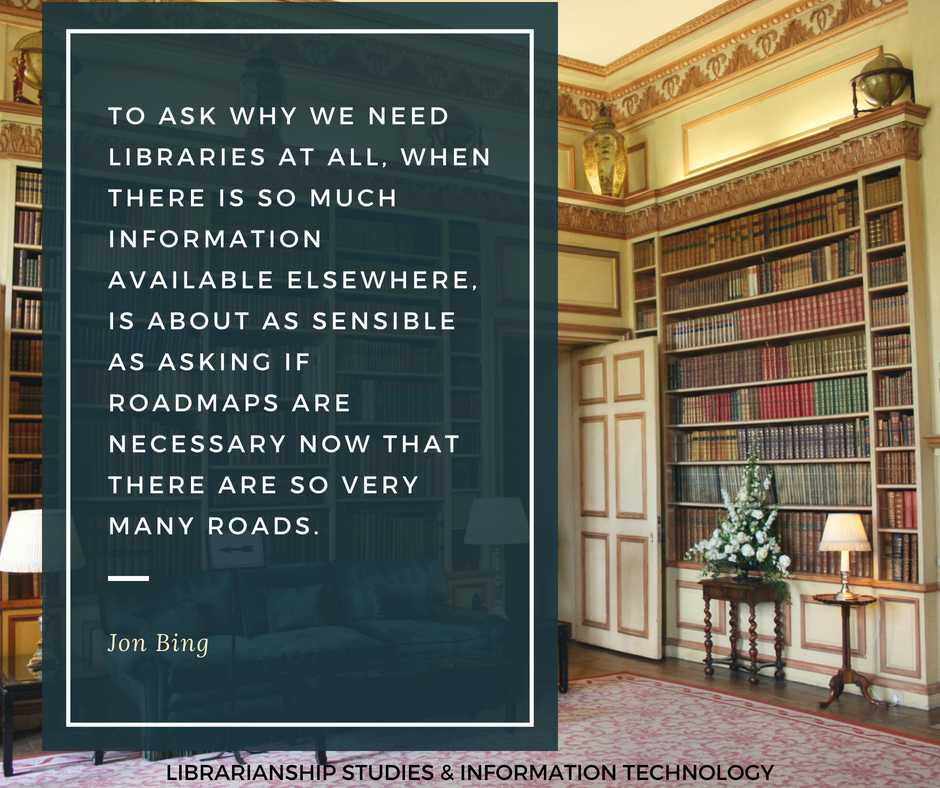 TO ASK WHY WE NEED
LIBRARIES AT ALL, WHEN
THERE IS SO MUCH
INFORMATION
AVAILABLE ELSEWHERE,
IS ABOUT AS SENSIBLE
AS ASKING IF
ROADMAPS ARE
NECESSARY NOW THAT
THERE ARE SO VERY
MANY ROADS.
Jon Bing
LIBRARIANSHIP STUDIES & INFORMATION TECHNOLOGY